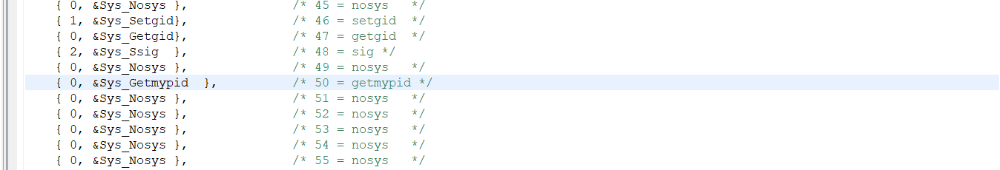 { 0, &Sys_Nosys }, /* 45 = nosys */
{ 1, &Sys_Setgid}, /* 46 = setgid */
{ 0, &Sys_Getgid}, /* 47 = getgid */
{ 2, &Sys_Ssig }, /* 48 = sig */
{ 0, &Sys_Nosys }, /* 49 = nosys */
{ 0, &Sys_Getmypid }, /* 50 = getmypid */
{ 0, &Sys_Nosys }, /* 51 = nosys */
{ 0, &Sys_Nosys }, /* 52 = nosys */
{ 0, &Sys_Nosys }, /* 53 = nosys */
{ 0, &Sys_Nosys }, /* 54 = nosys */
{ 0, &Sys_Nosys }, /* 55 = nosys */